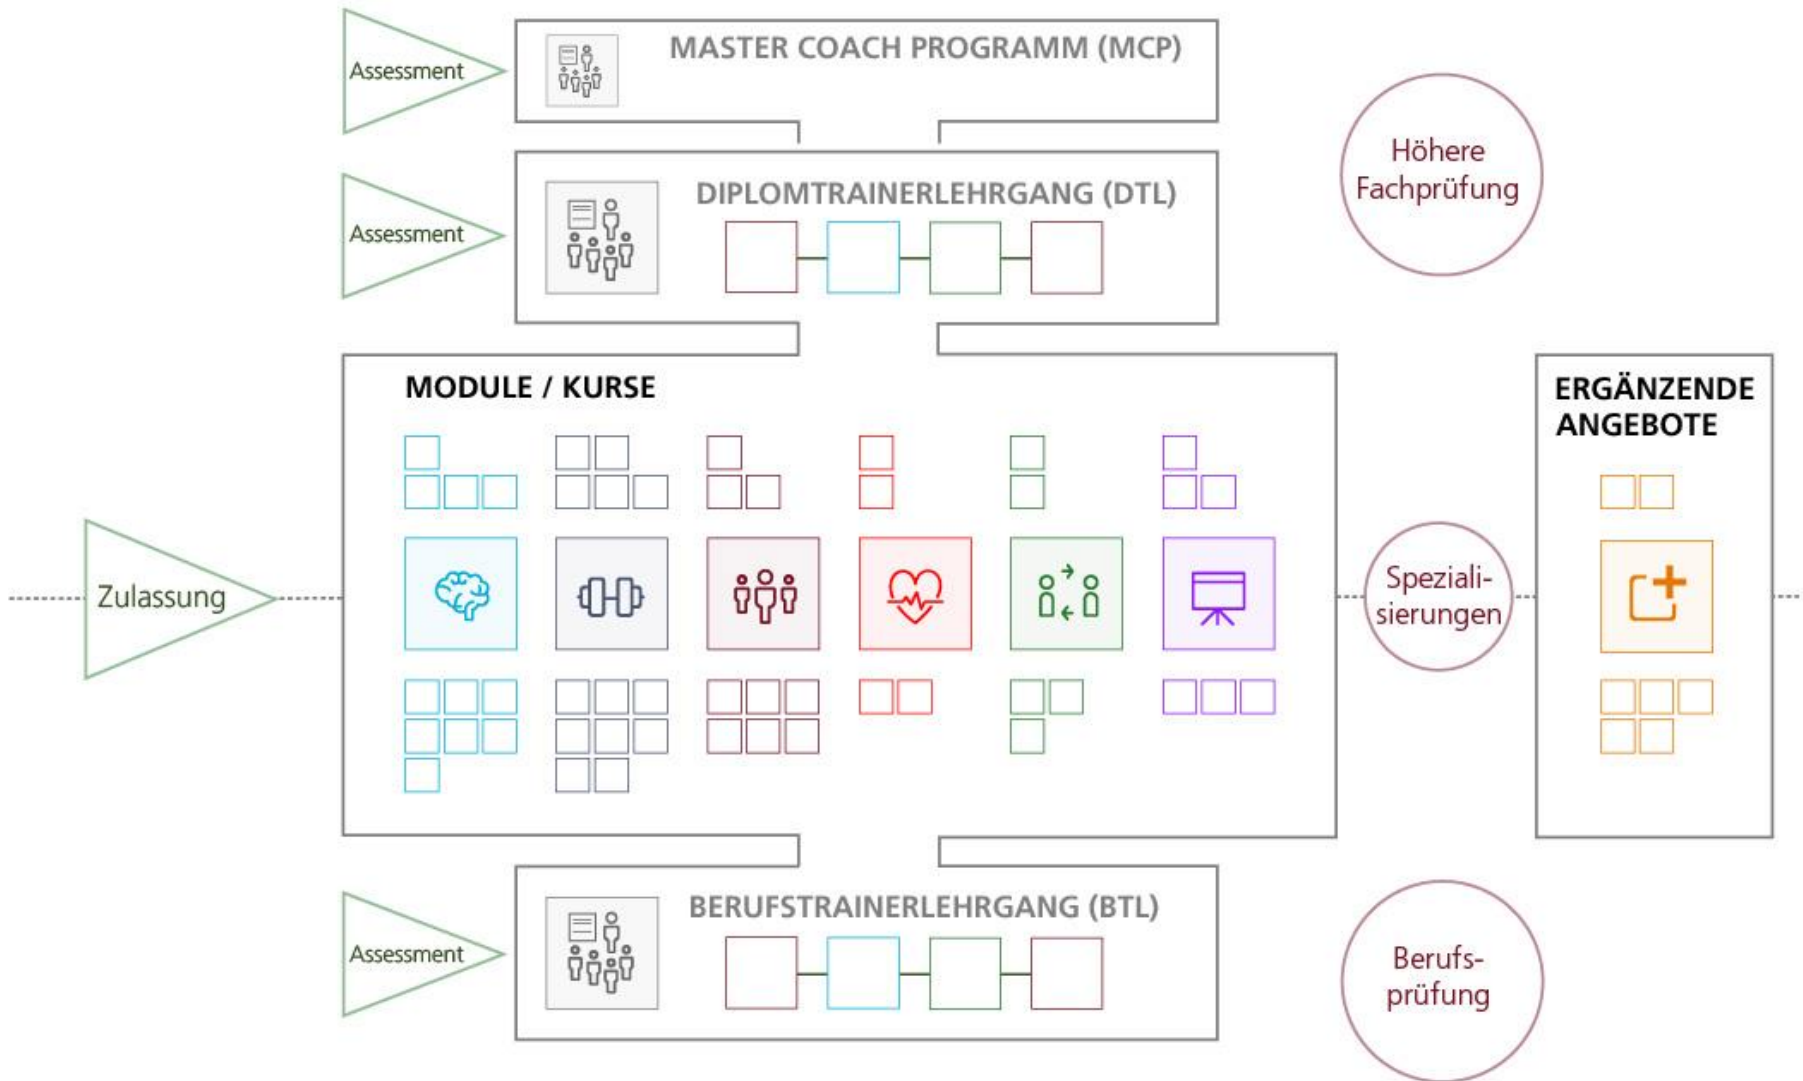 Assessment
MASTER COACH PROGRAMM (MCP)
Höhere
Fachprüfung
Assessment
DIPLOMTRAINERLEHRGANG (DTL)
MODULE / KURSE
ERGÄNZENDE
ANGEBOTE
Zulassung
Speziali-
sierungen
Assessment
BERUFSTRAINERLEHRGANG (BTL)
Berufs-
prüfung